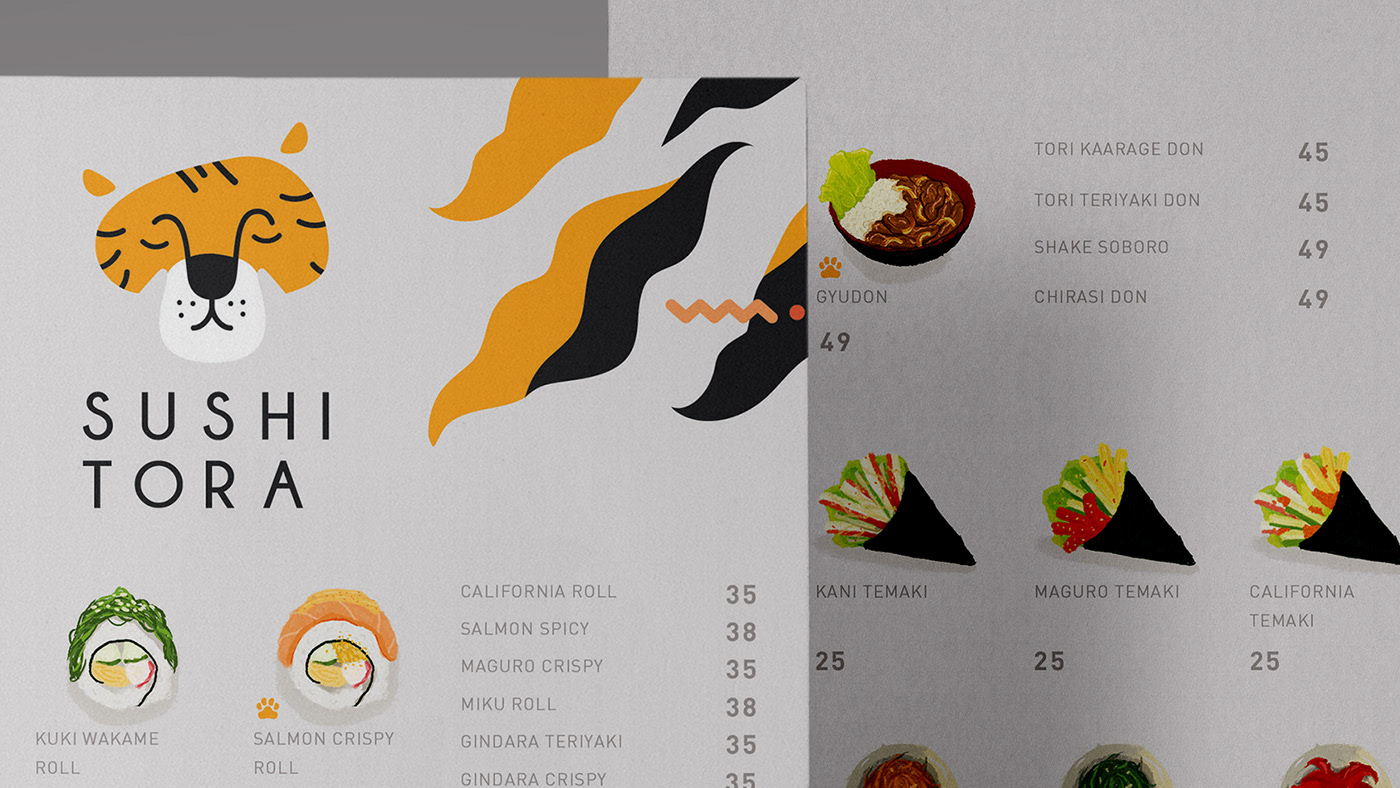 SUSHI
TORA
KUKI WAKAME
ROLL
SALMON CRISPY
ROLL
CALIFORNIA ROLL 35
SALMON SPICY 38
MAGURO CRISPY 35
MIKU ROLL 38
GINDARA TERIYAKI 35
GINDARA CRISPY 35
GYUDON
49
TORI KAARAGE DON 45
TORI TERIYAKI DON 45
SHAKE SOBORO 49
CHIRASI DON 49
KANI TEMAKI
25
MAGURO TEMAKI
25
CALIFORNIA
TEMAKI
25